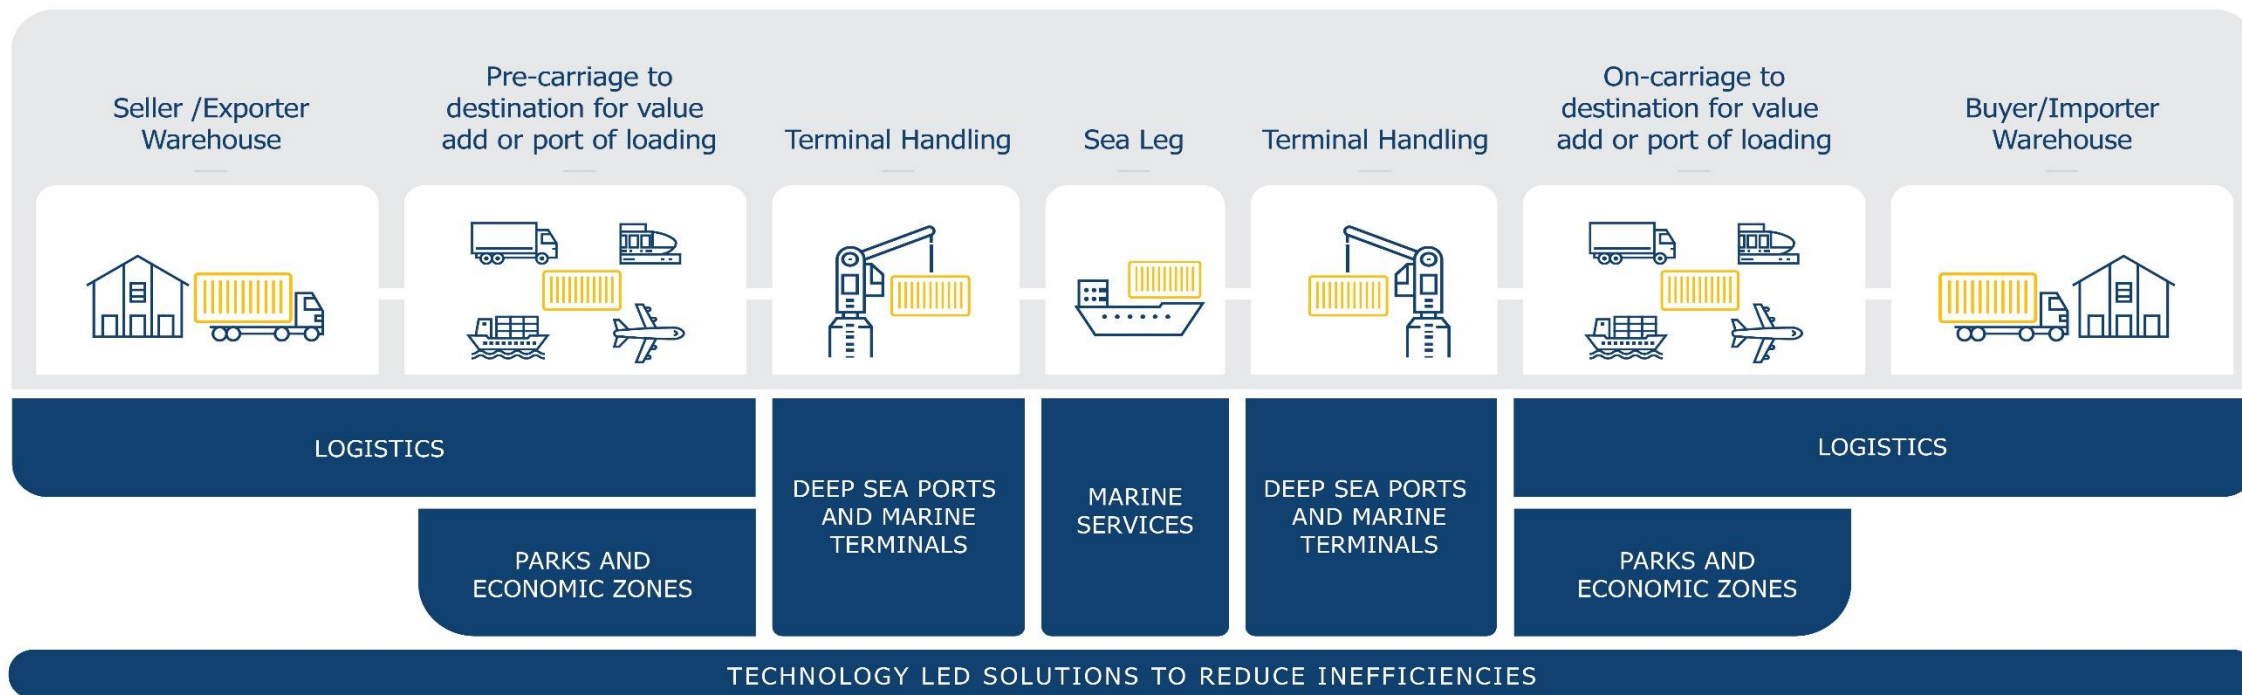 Seller /Exporter
Warehouse
Pre-carriage to
destination for value
add or port of loading
Terminal Handling
Sea Leg
Terminal Handling
On-carriage to
destination for value
add or port of loading
Buyer/Importer
Warehouse
LOGISTICS
PARKS AND
ECONOMIC ZONES
DEEP SEA PORTS
AND MARINE
TERMINALS
MARINE
SERVICES
DEEP SEA PORTS
AND MARINE
TERMINALS
LOGISTICS
PARKS AND
ECONOMIC ZONES
TECHNOLOGY LED SOLUTIONS TO REDUCE INEFFICIENCIES